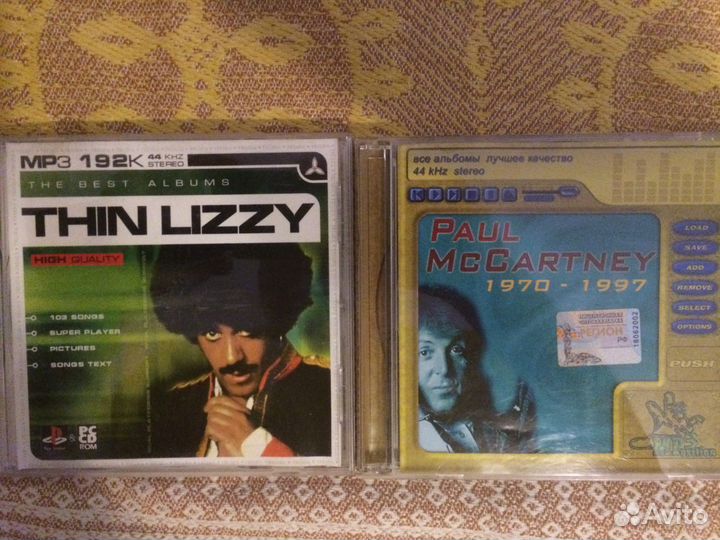 MP3 192K 44 KHZ STEREO
THE BEST ALBUMS
THIN LIZZY
HIGH QUALITY
103 SONGS
SUPER PLAYER
PICTURES
SONGS TEXT
& PC CD ROM
все альбомы лучшее качество
44 kHz stereo
PAUL
MCCARTNEY
1970 - 1997
LOAD
SAVE
ADD
REMOVE
SELECT
OPTIONS
PUSH
РЕГИОН
РФ
18062002
Avito